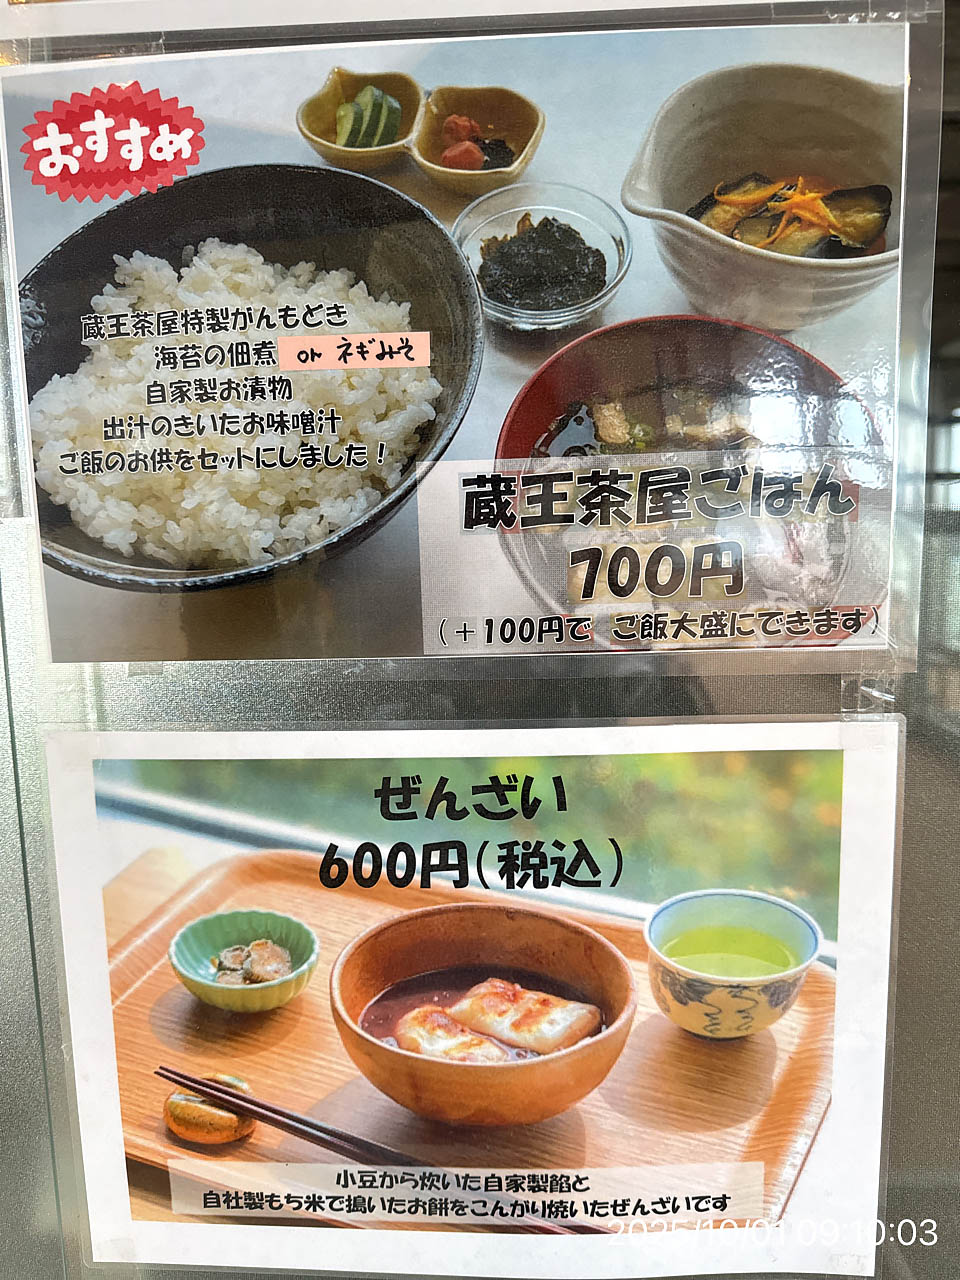 おすすめ
蔵王茶屋特製がんもどき
海苔の佃煮 or ネギみそ
自家製お漬物
出汁のきいたお味噌汁
ご飯のお供をセットにしました!
蔵王茶屋ごはん
700円
(+100円で ご飯大盛にできます)
ぜんざい
600円(税込)
小豆から炊いた自家製餡と
自社製もち米で搗いたお餅をこんがり焼いたぜんざいです
2025/10/01 09:10:03